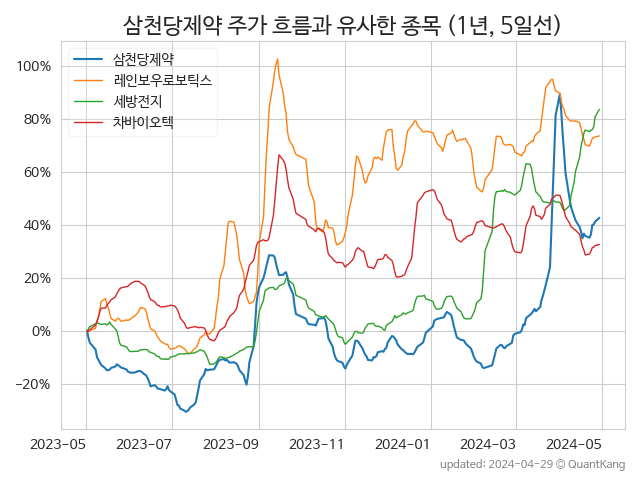 삼천당제약 주가 흐름과 유사한 종목 (1년, 5일선)
삼천당제약
레인보우로보틱스
세방전지
차바이오텍
100%
80%
60%
40%
20%
0%
−20%
2023-05 2023-07 2023-09 2023-11 2024-01 2024-03 2024-05
updated: 2024-04-29 © QuantKang